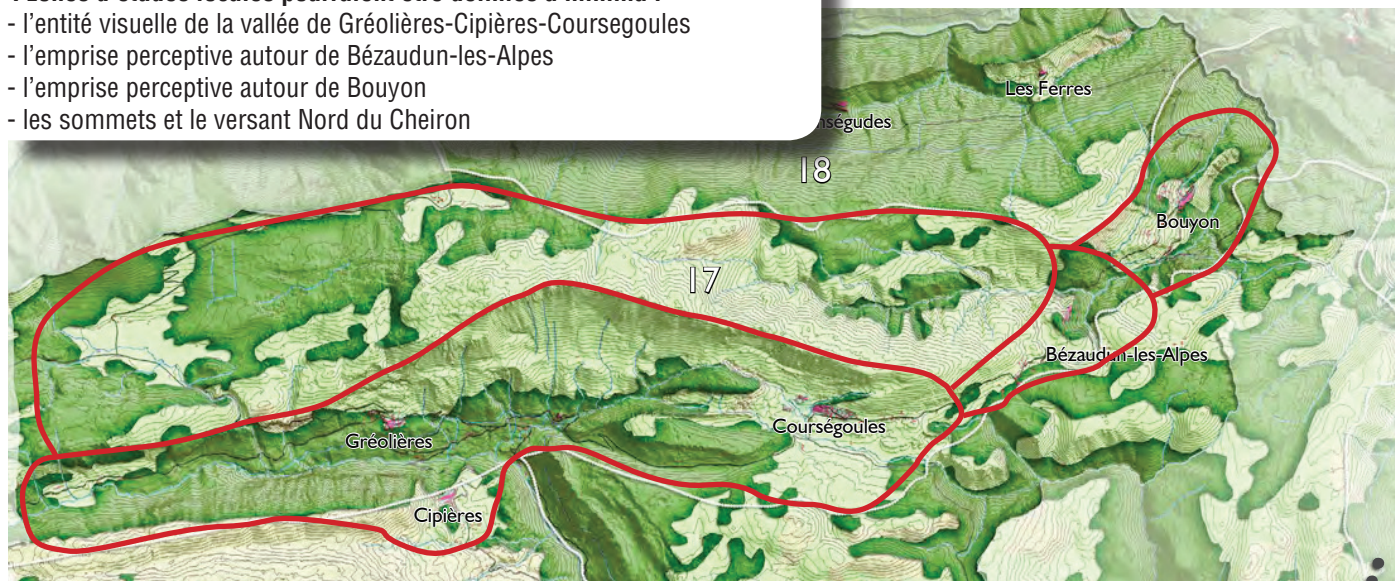 - l'entité visuelle de la vallée de Gréolières-Cipières-Coursegoules
- l'emprise perceptive autour de Bézaudun-les-Alpes
- l'emprise perceptive autour de Bouyon
- les sommets et le versant Nord du Cheiron
Les Ferres
18
Bouyon
17
Bézaudun-les-Alpes
Courségoules
Gréolières
Cipières